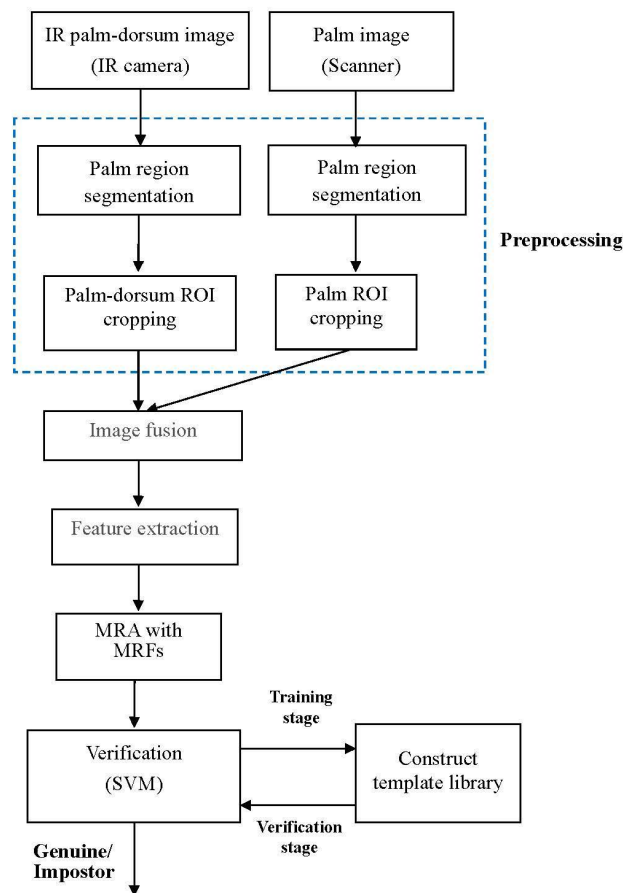 IR palm-dorsum image
(IR camera)
Palm image
(Scanner)
Palm region
segmentation
Palm region
segmentation
Preprocessing
Palm-dorsum ROI
cropping
Palm ROI
cropping
Image fusion
Feature extraction
MRA with
MRFs
Training
stage
Verification
(SVM)
Construct
template library
Verification
stage
Genuine/
Impostor